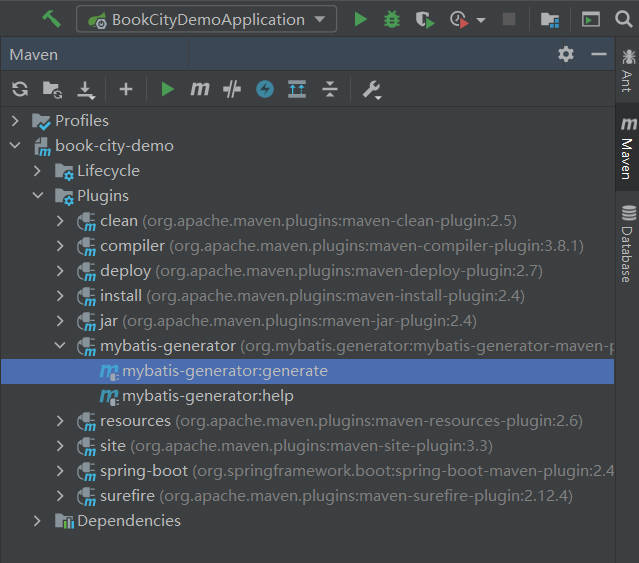 BookCityDemoApplication
Maven
Profiles
book-city-demo
Lifecycle
Plugins
clean (org.apache.maven.plugins:maven-clean-plugin:2.5)
compiler (org.apache.maven.plugins:maven-compiler-plugin:3.8.1)
deploy (org.apache.maven.plugins:maven-deploy-plugin:2.7)
install (org.apache.maven.plugins:maven-install-plugin:2.4)
jar (org.apache.maven.plugins:maven-jar-plugin:2.4)
mybatis-generator (org.mybatis.generator:mybatis-generator-maven-p
mybatis-generator:generate
mybatis-generator:help
resources (org.apache.maven.plugins:maven-resources-plugin:2.6)
site (org.apache.maven.plugins:maven-site-plugin:3.3)
spring-boot (org.springframework.boot:spring-boot-maven-plugin:2.4
surefire (org.apache.maven.plugins:maven-surefire-plugin:2.12.4)
Dependencies
Ant
Maven
Database